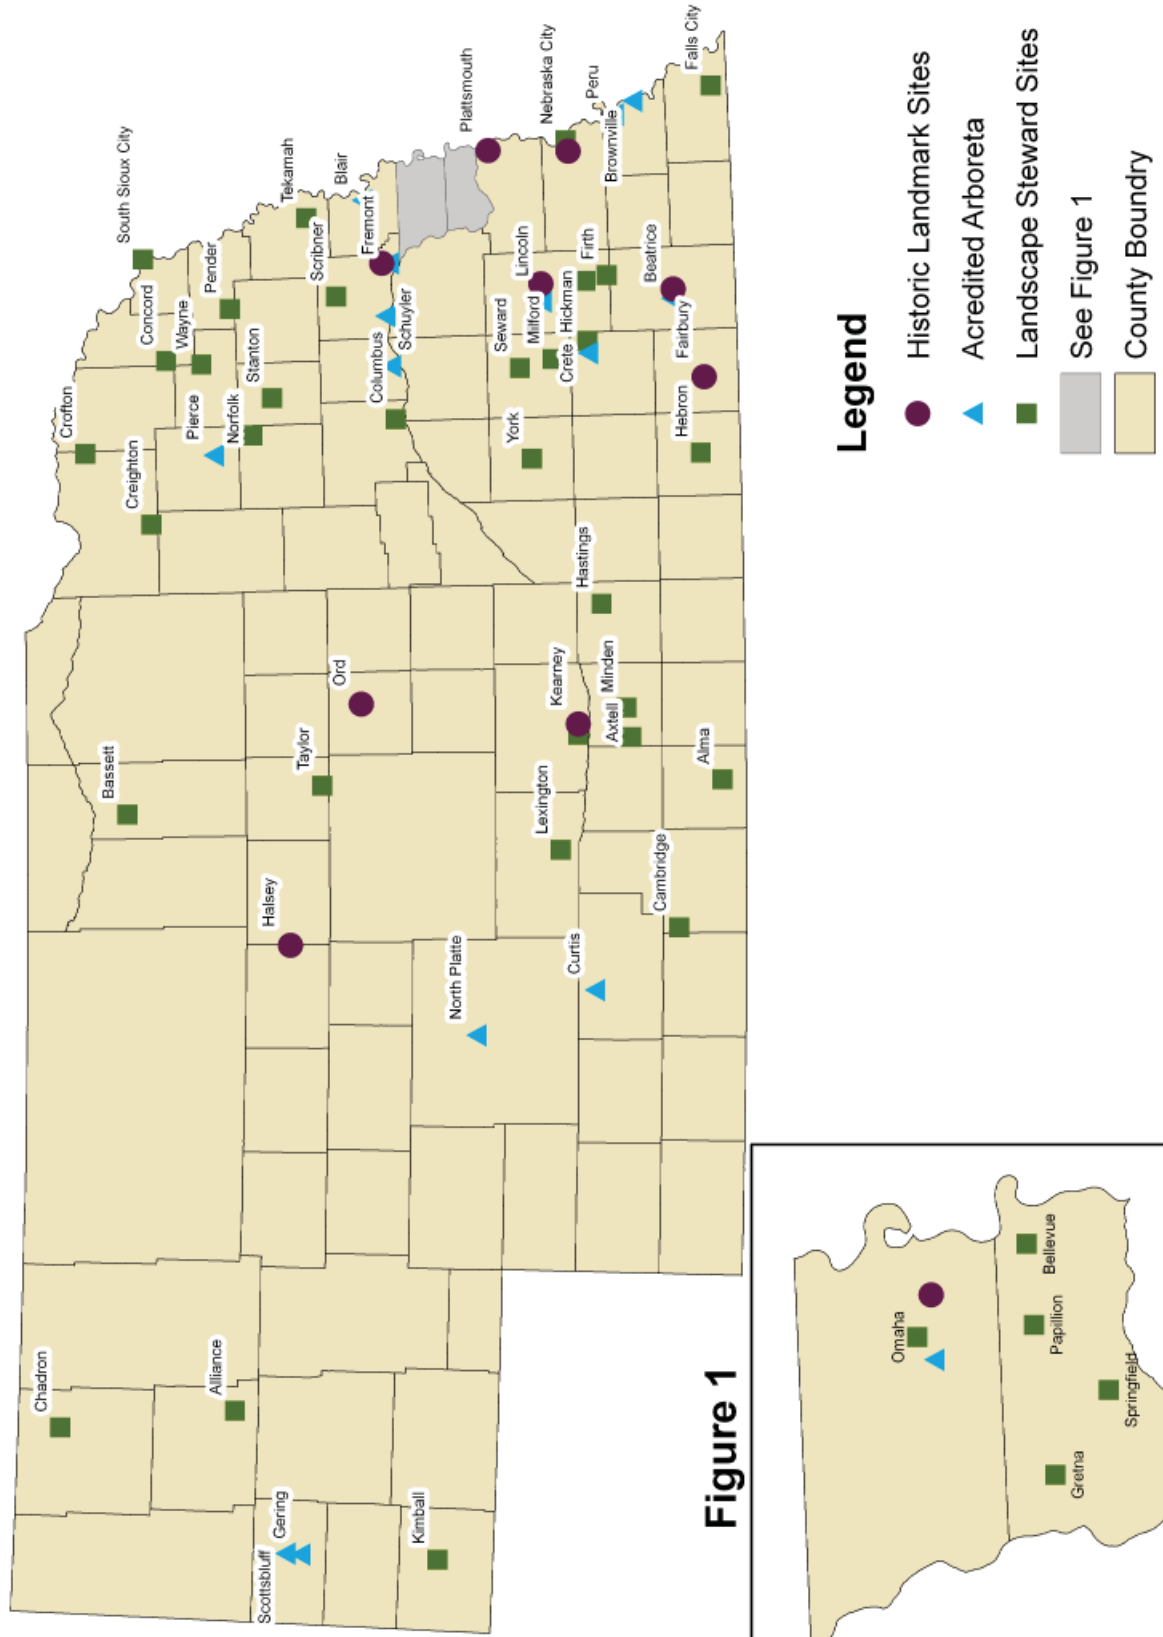 Chadron
Alliance
Scottsbluff
Gering
Kimball
Bassett
Halsey
Taylor
Ord
North Platte
Curtis
Lexington
Cambridge
Kearney
Axtell
Minden
Alma
Hastings
Crofton
Creighton
Concord
Wayne
Pierce
Norfolk
Pender
Stanton
South Sioux City
Tekamah
Scribner
Blair
Fremont
Columbus
Schuyler
Plattsmouth
York
Seward
Milford
Lincoln
Crete
Hickman
Firth
Nebraska City
Peru
Brownville
Beatrice
Fairbury
Hebron
Falls City
Figure 1
Omaha
Gretna
Papillion
Bellevue
Springfield
Legend
Historic Landmark Sites
Acredited Arboreta
Landscape Steward Sites
See Figure 1
County Boundry